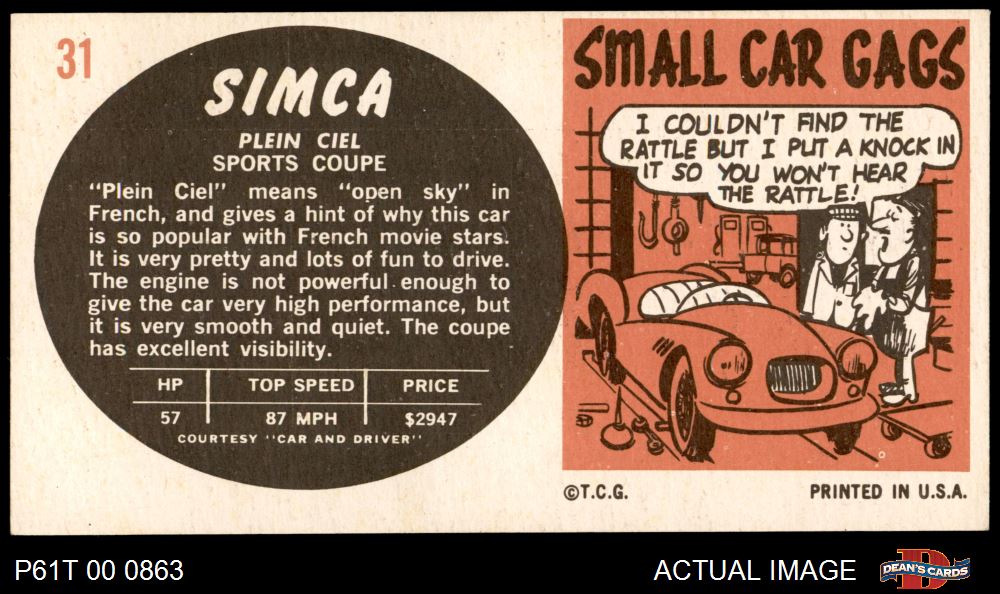 31
SIMCA
PLEIN CIEL
SPORTS COUPE
"Plein Ciel" means "open sky" in
French, and gives a hint of why this car
is so popular with French movie stars.
It is very pretty and lots of fun to drive.
The engine is not powerful enough to
give the car very high performance, but
it is very smooth and quiet. The coupe
has excellent visibility.
HP TOP SPEED PRICE
57 87 MPH $2947
COURTESY "CAR AND DRIVER"
SMALL CAR GAGS
I COULDN'T FIND THE
RATTLE BUT I PUT A KNOCK IN
IT SO YOU WON'T HEAR
THE RATTLE!
©T.C.G.
PRINTED IN U.S.A.
P61T 00 0863
ACTUAL IMAGE
D
DEAN'S CARDS